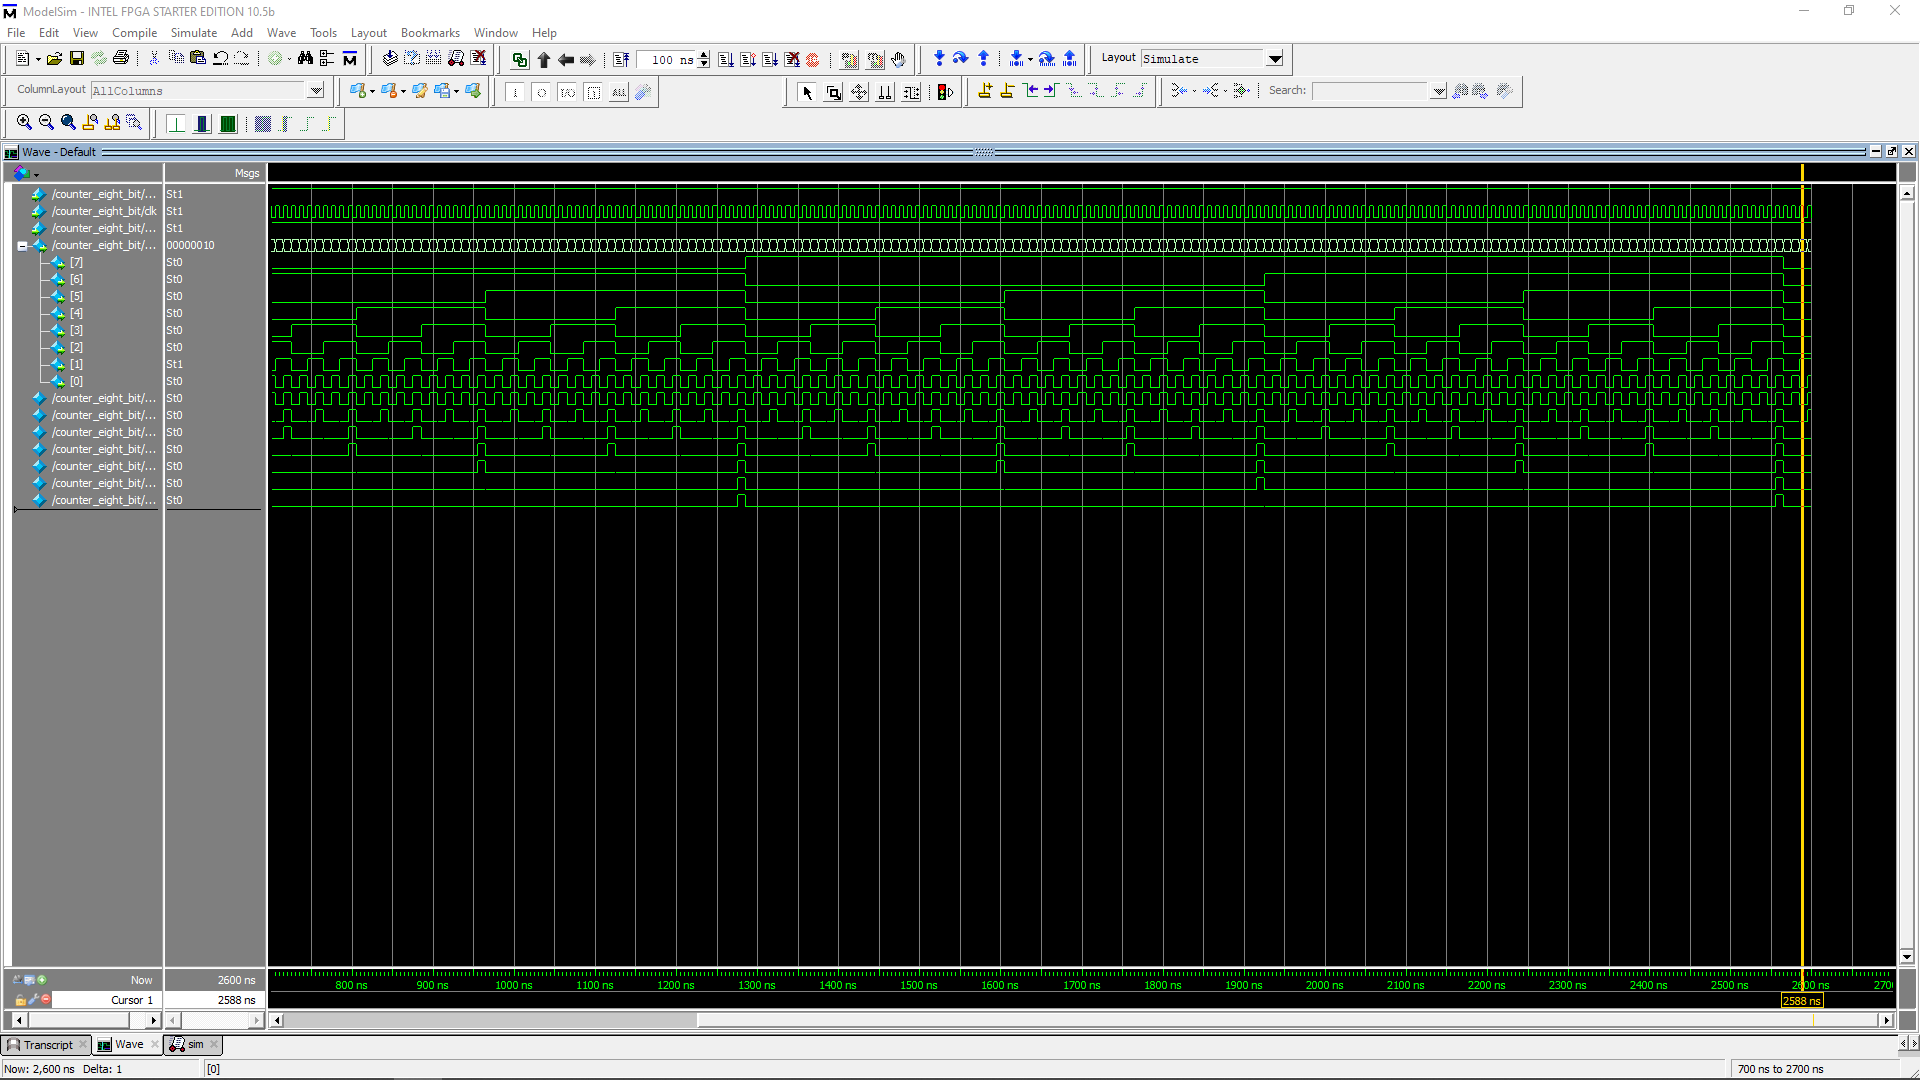 ModelSim - INTEL FPGA STARTER EDITION 10.5b
File Edit View Compile Simulate Add Wave Tools Layout Bookmarks Window Help
100 ns
Layout Simulate
ColumnLayout AllColumns
Search:
Wave - Default
Msgs
/counter_eight_bit/... St1
/counter_eight_bit/clk St1
/counter_eight_bit/... St1
/counter_eight_bit/... 00000010
[7] St0
[6] St0
[5] St0
[4] St0
[3] St0
[2] St0
[1] St1
[0] St0
/counter_eight_bit/... St0
/counter_eight_bit/... St0
/counter_eight_bit/... St0
/counter_eight_bit/... St0
/counter_eight_bit/... St0
/counter_eight_bit/... St0
/counter_eight_bit/... St0
Now 2600 ns
800 ns 900 ns 1000 ns 1100 ns 1200 ns 1300 ns 1400 ns 1500 ns 1600 ns 1700 ns 1800 ns 1900 ns 2000 ns 2100 ns 2200 ns 2300 ns 2400 ns 2500 ns 2600 ns 270
Cursor 1 2588 ns
2588 ns
Transcript Wave sim
Now: 2,600 ns Delta: 1 [0] 700 ns to 2700 ns